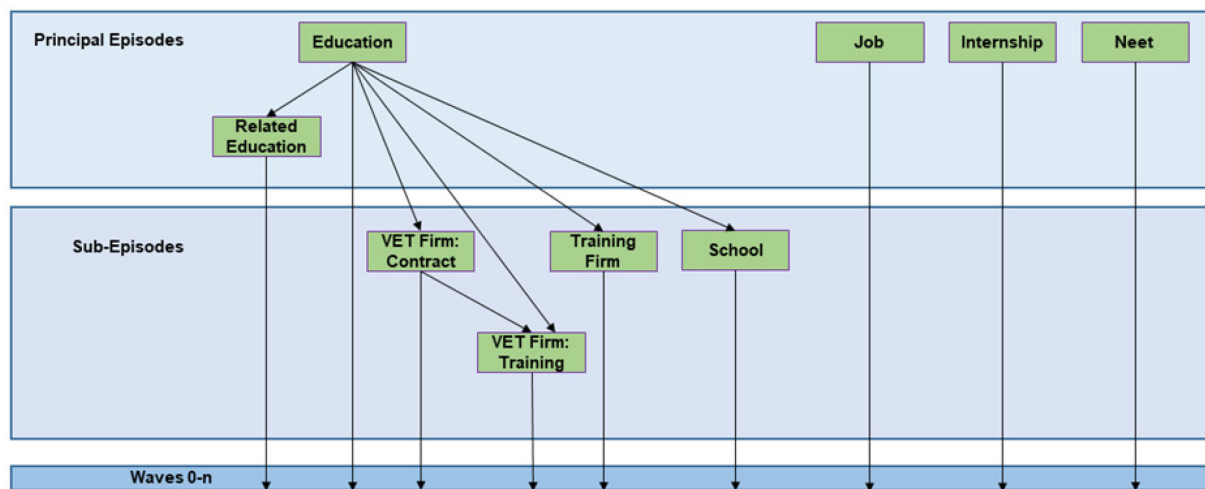 Principal Episodes
Education
Job
Internship
Neet
Related
Education
Sub-Episodes
VET Firm:
Contract
Training
Firm
School
VET Firm:
Training
Waves 0-n